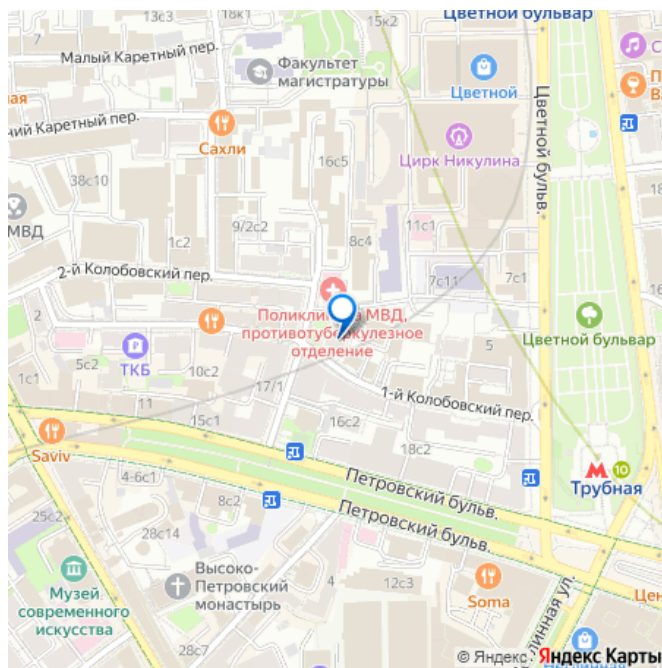 13с3
18к1
15к2
Цветной бульвар
Малый Каретный пер.
Факультет
магистратуры
Цветной
ний Каретный пер.
Сахли
16с5
Цирк Никулина
Цветной бульв.
38с10
МВД
9/2с2
11с1
8с4
1с2
2-й Колобовский пер.
7с11
7с1
2
Поликлиника МВД,
противотуберкулезное
отделение
Цветной бульвар
5с2
ТКБ
10с2
5
1с1
17/1
1-й Колобовский пер.
11
15с1
16с2
Saviv
18с2
10
4-6с1
Петровский бульв.
Трубная
25с2
8с2
28с14
Петровский бульв.
4
Высоко-
Петровский
монастырь
Музей
современного
искусства
12с3
Soma
28с7
© Яндекс Яндекс Карты